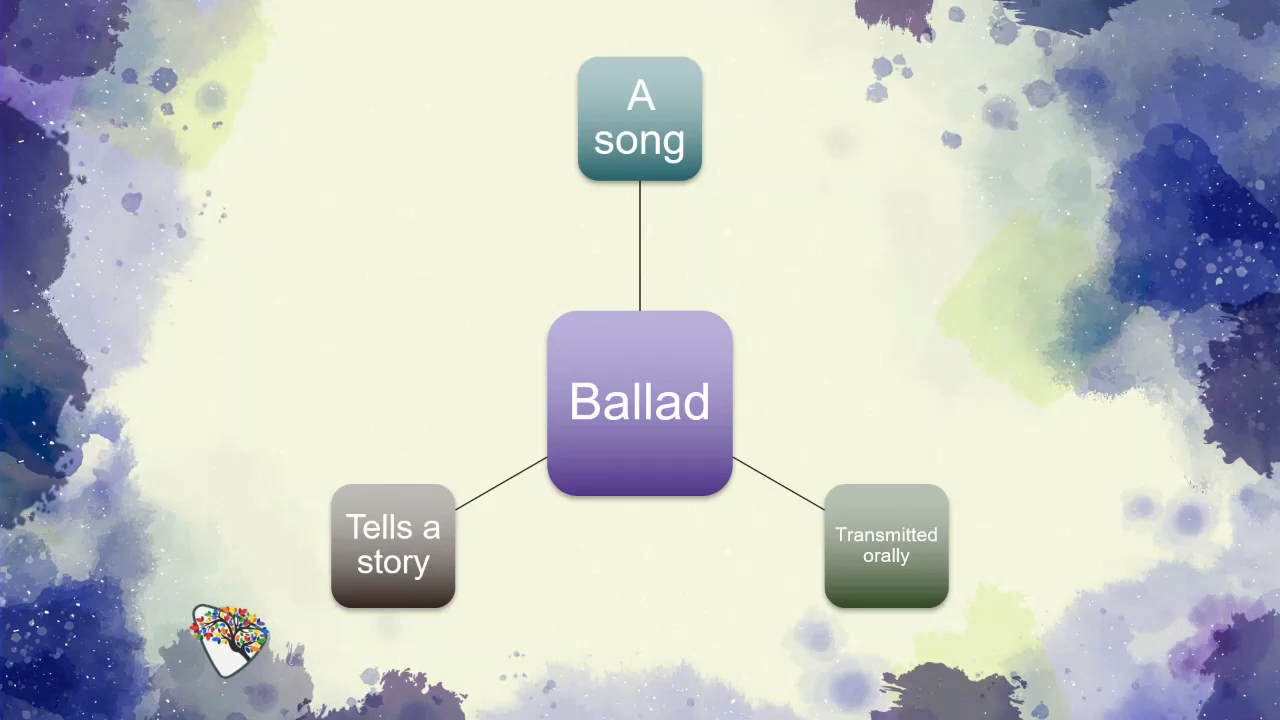 A
song
Ballad
Tells a
story
Transmitted
orally